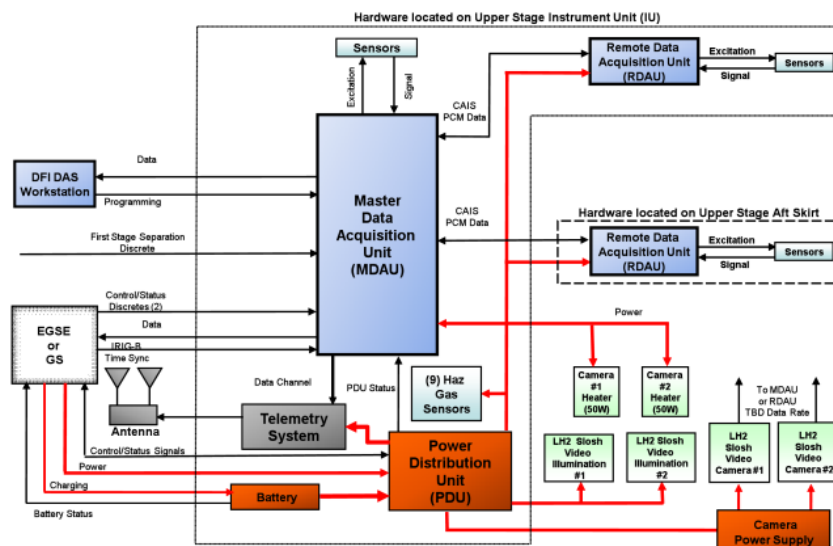 Hardware located on Upper Stage Instrument Unit (IU)
Sensors
Excitation
Signal
Remote Data
Acquisition Unit
(RDAU)
Excitation
Signal
Sensors
CAIS
PCM Data
DFI DAS
Workstation
Data
Programming
Master
Data
Acquisition
Unit
(MDAU)
CAIS
PCM Data
Hardware located on Upper Stage Aft Skirt
Remote Data
Acquisition Unit
(RDAU)
Excitation
Signal
Sensors
First Stage Separation
Discrete
Control/Status
Discretes (2)
Data
IRIG-B
Time Sync
EGSE
or
GS
Power
Data Channel
PDU Status
(9) Haz
Gas
Sensors
Camera
#1
Heater
(50W)
Camera
#2
Heater
(50W)
To MDAU
or RDAU
TBD Data Rate
Antenna
Telemetry
System
Control/Status Signals
Power
Charging
Battery Status
Battery
Power
Distribution
Unit
(PDU)
LH2 Slosh
Video
Illumination
#1
LH2 Slosh
Video
Illumination
#2
LH2
Slosh
Video
Camera #1
LH2
Slosh
Video
Camera #2
Camera
Power Supply